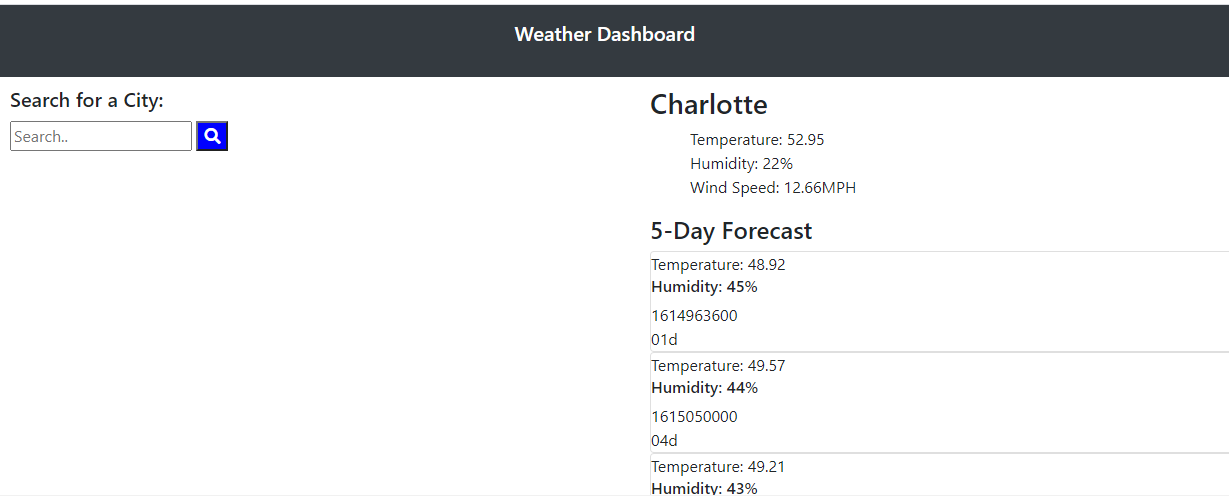 Weather Dashboard
Search for a City:
Search..
Charlotte
Temperature: 52.95
Humidity: 22%
Wind Speed: 12.66MPH
5-Day Forecast
Temperature: 48.92
Humidity: 45%
1614963600
01d
Temperature: 49.57
Humidity: 44%
1615050000
04d
Temperature: 49.21
Humidity: 43%